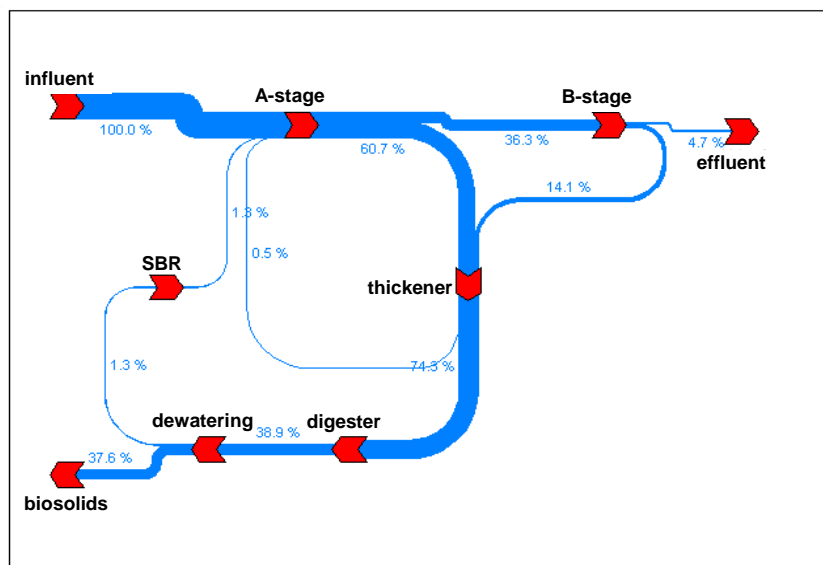 influent
A-stage
B-stage
100.0 %
60.7 %
36.3 %
4.7 %
effluent
14.1 %
1.3 %
0.5 %
SBR
thickener
1.3 %
74.3 %
dewatering
digester
38.9 %
37.6 %
biosolids